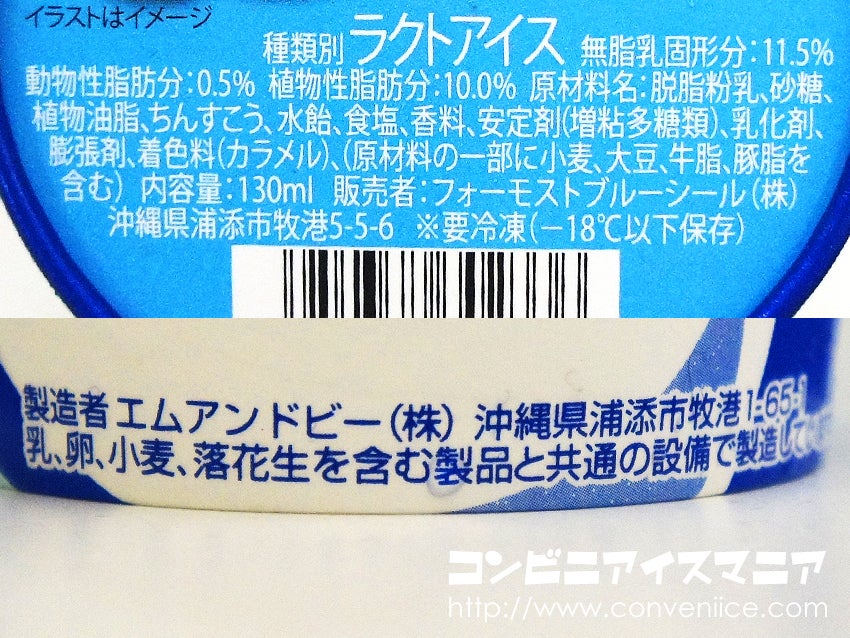 イラストはイメージ
種類別 ラクトアイス 無脂乳固形分:11.5%
動物性脂肪分:0.5% 植物性脂肪分:10.0% 原材料名:脱脂粉乳、砂糖、
植物油脂、ちんすこう、水飴、食塩、香料、安定剤(増粘多糖類)、乳化剤、
膨張剤、着色料(カラメル)、(原材料の一部に小麦、大豆、牛脂、豚脂を
含む) 内容量:130ml 販売者:フォーモストブルーシール(株)
沖縄県浦添市牧港5-5-6 ※要冷凍(−18℃以下保存)
製造者 エムアンドビー(株) 沖縄県浦添市牧港1-65-1
乳、卵、小麦、落花生を含む製品と共通の設備で製造して
コンビニアイスマニア
http://www.conveniice.com